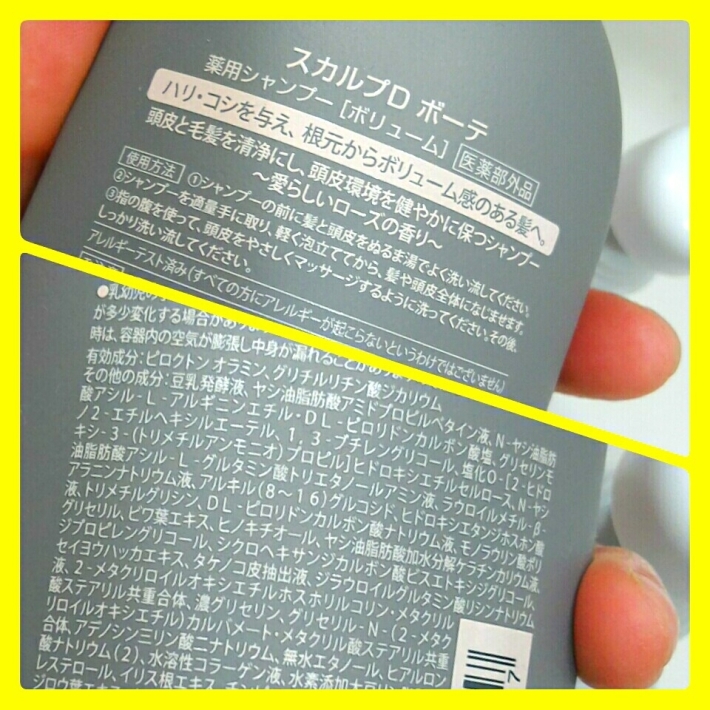 スカルプD ボーテ
薬用シャンプー [ボリューム] 医薬部外品
ハリ・コシを与え、根元からボリューム感のある髪へ。
頭皮と毛髪を清浄にし、頭皮環境を健やかに保つシャンプー
～愛らしいローズの香り～
使用方法 ①シャンプーの前に髪と頭皮をぬるま湯でよく洗い流してください。
②シャンプーを適量手に取り、軽く泡立ててから、髪や頭皮全体になじませます。
③指の腹を使って、頭皮をやさしくマッサージするように洗ってください。その後、
しっかり洗い流してください。
アレルギーテスト済み(すべての方にアレルギーが起こらないというわけではございません)
●乳幼児の
が多少変化する場合があ
時は、容器内の空気が膨張し中身が漏れることがあ
有効成分:ピロクトン オラミン、グリチルリチン酸ジカリウム
その他の成分:豆乳発酵液、ヤシ油脂肪酸アミドプロピルベタイン液、N-ヤシ油脂肪
酸アシル-L-アルギニンエチル・DL-ピロリドンカルボン酸塩、グリセリンモ
ノ2-エチルヘキシルエーテル、1,3-ブチレングリコール、塩化O-[2-ヒドロ
キシ-3-(トリメチルアンモニオ)プロピル]ヒドロキシエチルセルロース、N-ヤシ
油脂肪酸アシル-L-グルタミン酸トリエタノールアミン液、ラウロイルメチル-β-
アラニンナトリウム液、アルキル(8～16)グルコシド、ヒドロキシエタンジホスホン酸
液、トリメチルグリシン、DL-ピロリドンカルボン酸ナトリウム液、モノラウリン酸ポリ
グリセリル、ビワ葉エキス、ヒノキチオール、ヤシ油脂肪酸加水分解ケラチンカリウム液、
ジプロピレングリコール、シクロヘキサンジカルボン酸ビスエトキシジグリコール、
セイヨウハッカエキス、タケノコ皮抽出液、ジラウロイルグルタミン酸リシンナトリウム
液、2-メタクリロイルオキシエチルホスホリルコリン・メタクリル
酸ステアリル共重合体、濃グリセリン、グリセリル-N-(2-メタク
リロイルオキシエチル)カルバメート・メタクリル酸ステアリル共重
合体、アデノシン三リン酸二ナトリウム、無水エタノール、ヒアルロン
酸ナトリウム(2)、水溶性コラーゲン液、水素添加大豆リン
レステロール、イリス根エキス、
ジロウ葉エキス